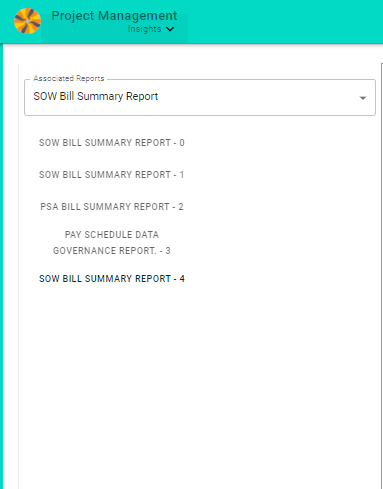 Project Management
Insights
Associated Reports
SOW Bill Summary Report
SOW BILL SUMMARY REPORT - 0
SOW BILL SUMMARY REPORT - 1
PSA BILL SUMMARY REPORT - 2
PAY SCHEDULE DATA
GOVERNANCE REPORT. - 3
SOW BILL SUMMARY REPORT - 4